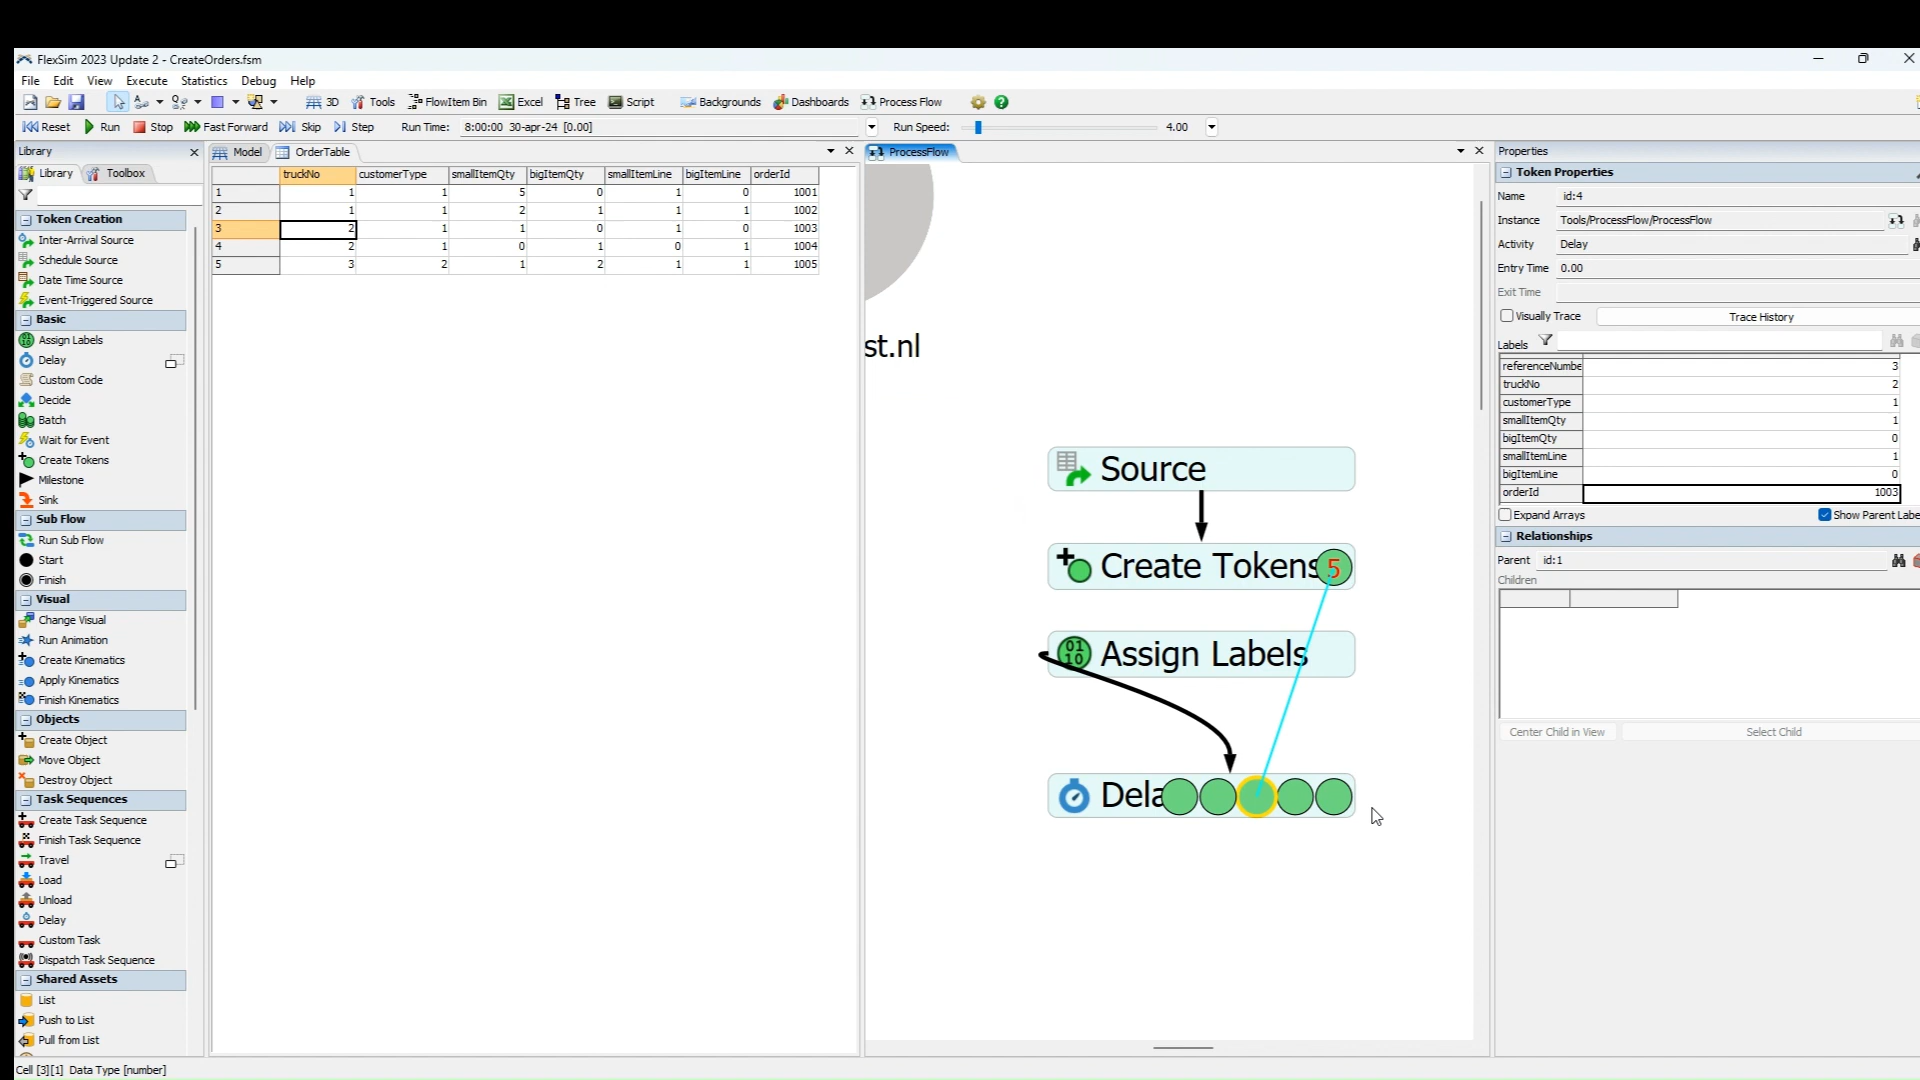 FlexSim 2023 Update 2 - CreateOrders.fsm
File Edit View Execute Statistics Debug Help
3D Tools FlowItem Bin Excel Tree Script Backgrounds Dashboards Process Flow
Reset Run Stop Fast Forward Skip Step Run Time: 8:00:00 30-apr-24 [0.00] Run Speed: 4.00
Library
Library Toolbox
Token Creation
Inter-Arrival Source
Schedule Source
Date Time Source
Event-Triggered Source
Basic
Assign Labels
Delay
Custom Code
Decide
Batch
Wait for Event
Create Tokens
Milestone
Sink
Sub Flow
Run Sub Flow
Start
Finish
Visual
Change Visual
Run Animation
Create Kinematics
Apply Kinematics
Finish Kinematics
Objects
Create Object
Move Object
Destroy Object
Task Sequences
Create Task Sequence
Finish Task Sequence
Travel
Load
Unload
Delay
Custom Task
Dispatch Task Sequence
Shared Assets
List
Push to List
Pull from List
Model OrderTable
truckNo customerType smallItemQty bigItemQty smallItemLine bigItemLine orderId
1 1 1 5 0 1 0 1001
2 1 1 2 1 1 1 1002
3 2 1 1 0 1 0 1003
4 2 1 0 1 0 1 1004
5 3 2 1 2 1 1 1005
ProcessFlow
st.nl
Source
Create Tokens 5
01
10
Assign Labels
Dela
Properties
Token Properties
Name id:4
Instance Tools/ProcessFlow/ProcessFlow
Activity Delay
Entry Time 0.00
Exit Time
Visually Trace Trace History
Labels
referenceNumbe 3
truckNo 2
customerType 1
smallItemQty 1
bigItemQty 0
smallItemLine 1
bigItemLine 0
orderId 1003
Expand Arrays Show Parent Labe
Relationships
Parent id:1
Children
Center Child in View Select Child
Cell [3][1] Data Type [number]